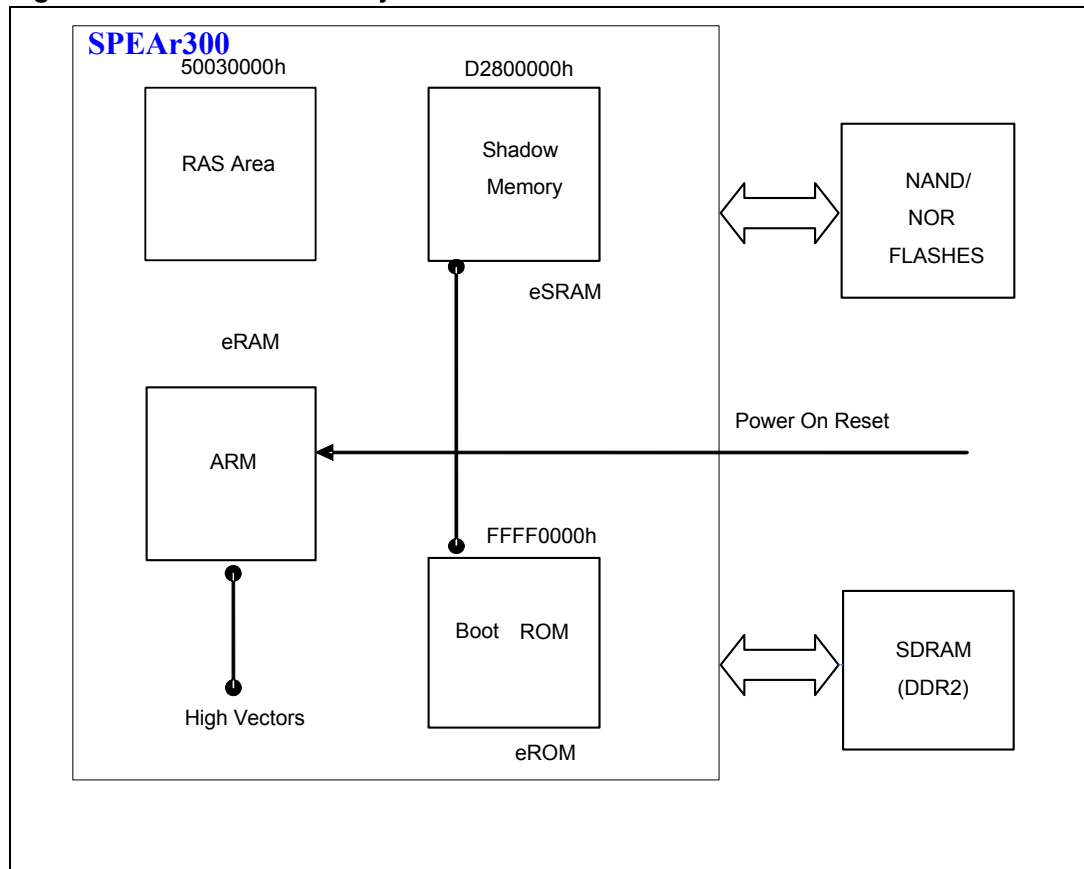 SPEAr300
50030000h
D2800000h
RAS Area
Shadow
Memory
NAND/
NOR
FLASHES
eSRAM
eRAM
Power On Reset
ARM
FFFF0000h
Boot ROM
SDRAM
(DDR2)
High Vectors
eROM